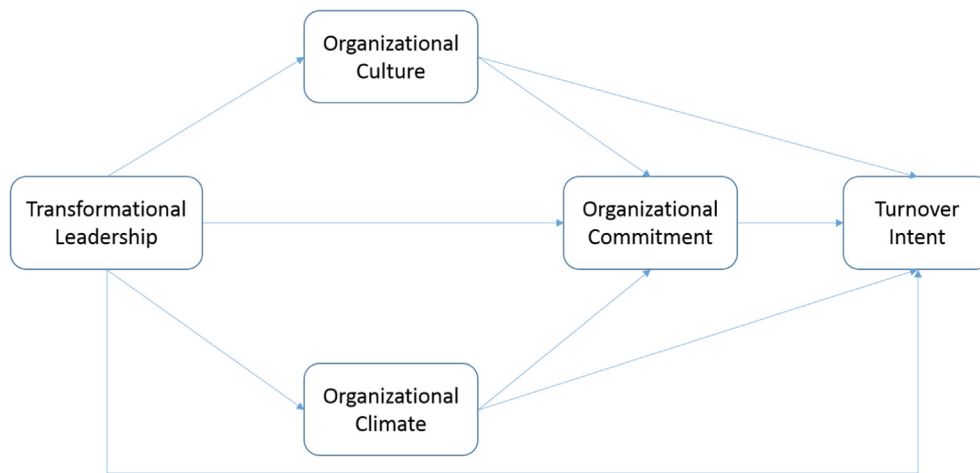 Organizational
Culture
Transformational
Leadership
Organizational
Commitment
Turnover
Intent
Organizational
Climate